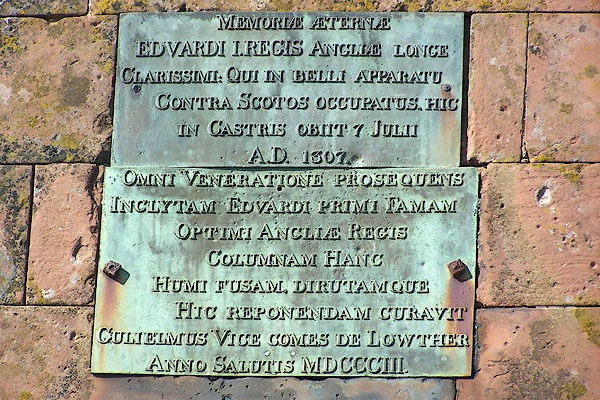 MEMORIÆ ÆTERNÆ
EDVARDI I. REGIS ANGLIÆ LONGE
CLARISSIMI: QUI IN BELLI APPARATU
CONTRA SCOTOS OCCUPATUS, HIC
IN CASTRIS OBIIT 7 JULII
A.D. 1307.
OMNI VENERATIONE PROSEQUENS
INCLYTAM EDVARDI PRIMI FAMAM
OPTIMI ANGLIÆ REGIS
COLUMNAM HANC
HUMI FUSAM, DIRUTAMQUE
HIC REPONENDAM CURAVIT
GULIELMUS VICE COMES DE LOWTHER
ANNO SALUTIS MDCCCIII.